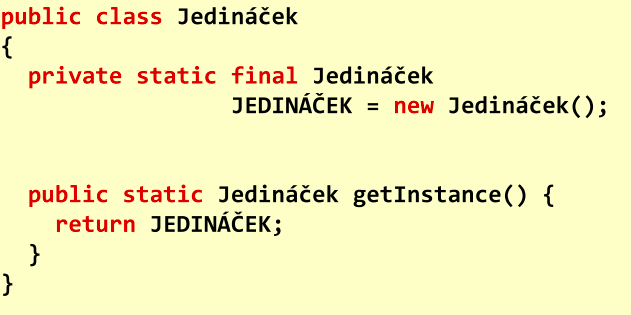 public class Jedináček
{
private static final Jedináček
JEDINÁČEK = new Jedináček();
public static Jedináček getInstance() {
return JEDINÁČEK;
}
}